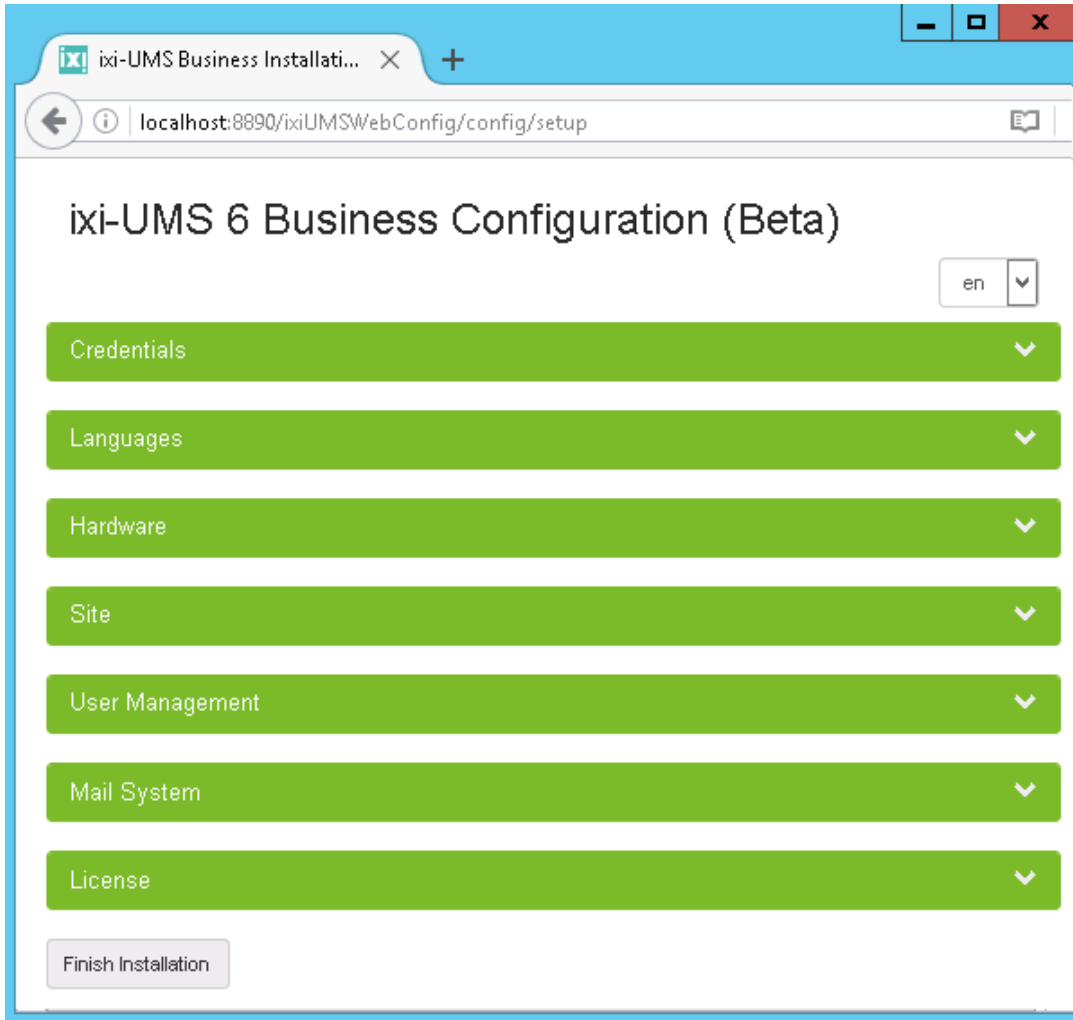 ixi-UMS Business Installati...
localhost:8890/ixiUMSWebConfig/config/setup
ixi-UMS 6 Business Configuration (Beta)
en
Credentials
Languages
Hardware
Site
User Management
Mail System
License
Finish Installation